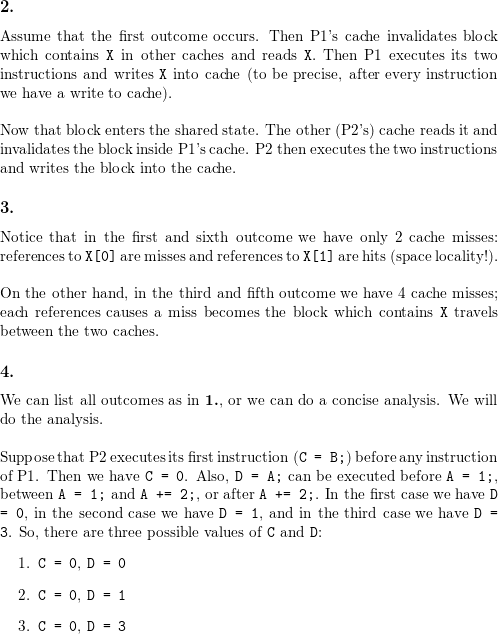 2.
Assume that the first outcome occurs. Then P1's cache invalidates block
which contains X in other caches and reads X. Then P1 executes its two
instructions and writes X into cache (to be precise, after every instruction
we have a write to cache).
Now that block enters the shared state. The other (P2's) cache reads it and
invalidates the block inside P1's cache. P2 then executes the two instructions
and writes the block into the cache.
3.
Notice that in the first and sixth outcome we have only 2 cache misses:
references to X[0] are misses and references to X[1] are hits (space locality!).
On the other hand, in the third and fifth outcome we have 4 cache misses;
each references causes a miss becomes the block which contains X travels
between the two caches.
4.
We can list all outcomes as in 1., or we can do a concise analysis. We will
do the analysis.
Suppose that P2 executes its first instruction (C = B;) before any instruction
of P1. Then we have C = 0. Also, D = A; can be executed before A = 1;,
between A = 1; and A += 2;, or after A += 2;. In the first case we have D
= 0, in the second case we have D = 1, and in the third case we have D =
3. So, there are three possible values of C and D:
1. C = 0, D = 0
2. C = 0, D = 1
3. C = 0, D = 3